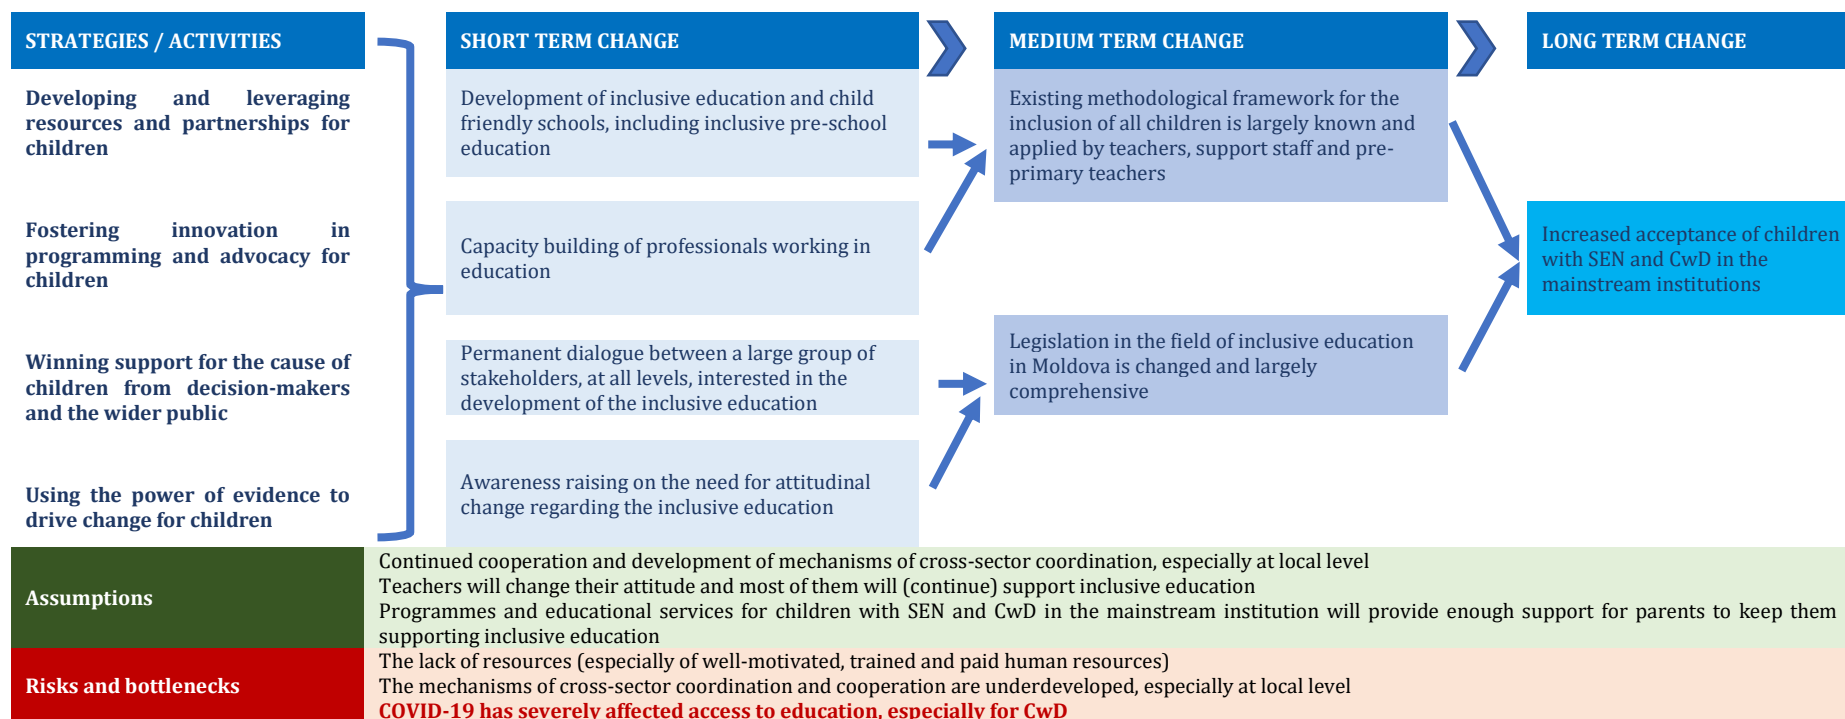 STRATEGIES / ACTIVITIES
Developing and leveraging
resources and partnerships for
children
Fostering innovation in
programming and advocacy for
children
Winning support for the cause of
children from decision-makers
and the wider public
Using the power of evidence to
drive change for children
SHORT TERM CHANGE
Development of inclusive education and child
friendly schools, including inclusive pre-school
education
Capacity building of professionals working in
education
Permanent dialogue between a large group of
stakeholders, at all levels, interested in the
development of the inclusive education
Awareness raising on the need for attitudinal
change regarding the inclusive education
MEDIUM TERM CHANGE
Existing methodological framework for the
inclusion of all children is largely known and
applied by teachers, support staff and pre-
primary teachers
Legislation in the field of inclusive education
in Moldova is changed and largely
comprehensive
LONG TERM CHANGE
Increased acceptance of children
with SEN and CwD in the
mainstream institutions
Assumptions
Continued cooperation and development of mechanisms of cross-sector coordination, especially at local level
Teachers will change their attitude and most of them will (continue) support inclusive education
Programmes and educational services for children with SEN and CwD in the mainstream institution will provide enough support for parents to keep them
supporting inclusive education
Risks and bottlenecks
The lack of resources (especially of well-motivated, trained and paid human resources)
The mechanisms of cross-sector coordination and cooperation are underdeveloped, especially at local level
COVID-19 has severely affected access to education, especially for CwD